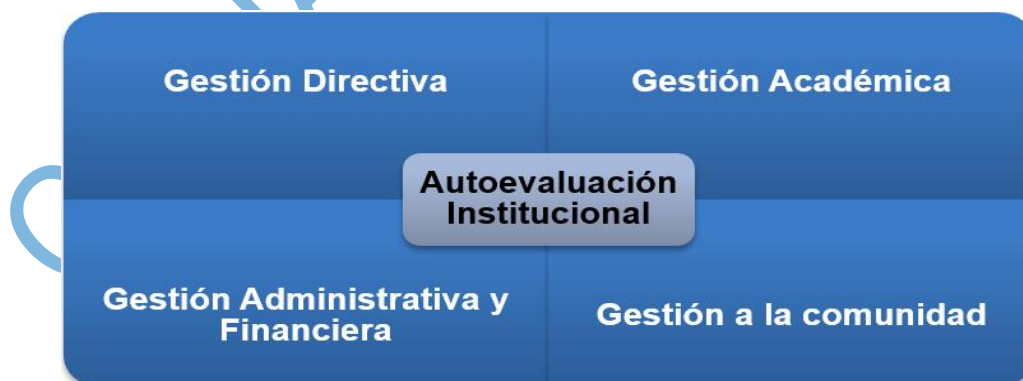 Gestión Directiva
Gestión Académica
Autoevaluación
Institucional
Gestión Administrativa y
Financiera
Gestión a la comunidad